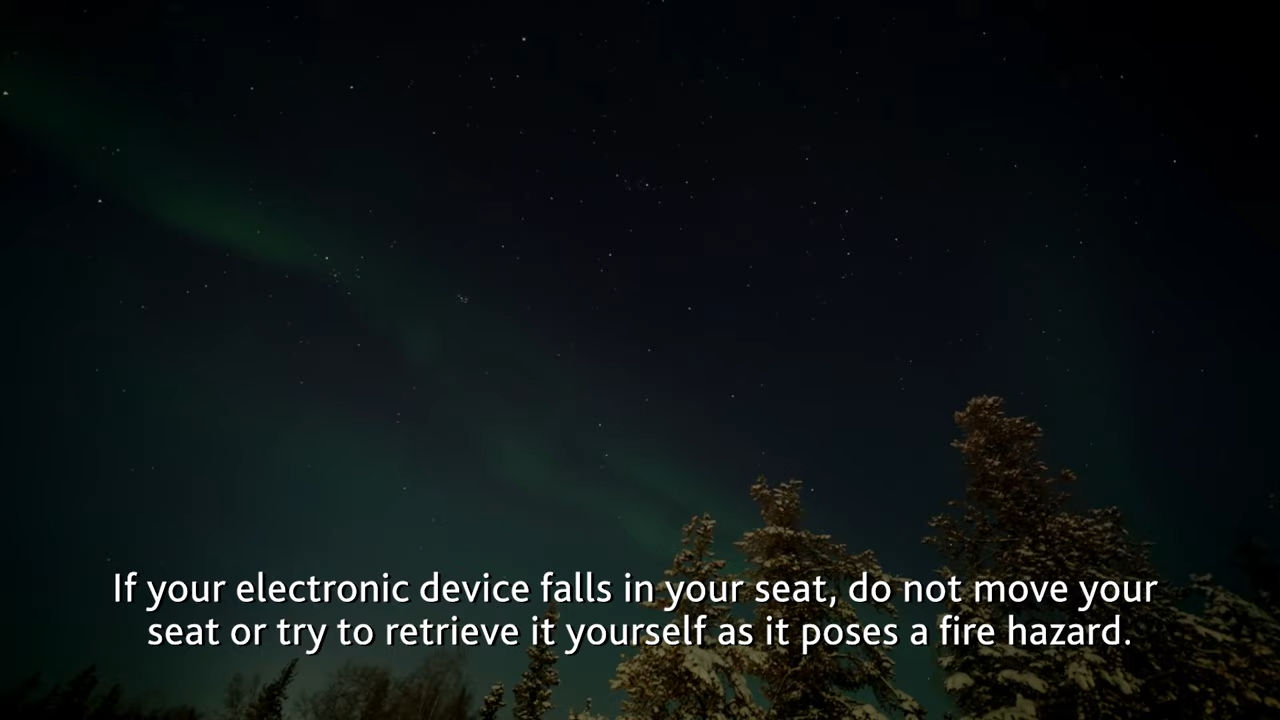 If your electronic device falls in your seat, do not move your
seat or try to retrieve it yourself as it poses a fire hazard.